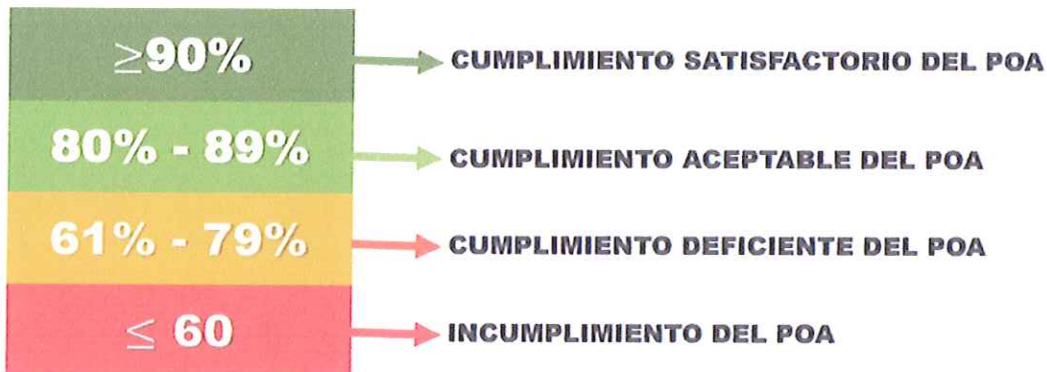 ≥90% CUMPLIMIENTO SATISFACTORIO DEL POA
80% - 89% CUMPLIMIENTO ACEPTABLE DEL POA
61% - 79% CUMPLIMIENTO DEFICIENTE DEL POA
≤ 60 INCUMPLIMIENTO DEL POA